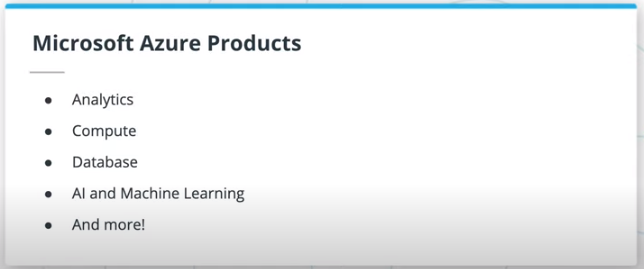 Microsoft Azure Products
● Analytics
● Compute
● Database
● AI and Machine Learning
● And more!